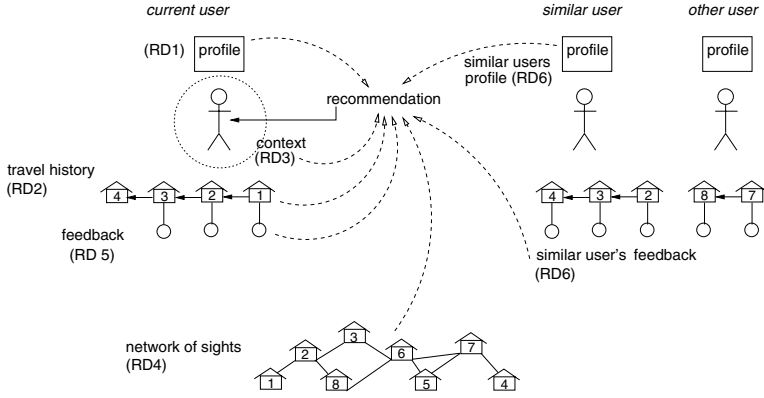 current user
similar user
other user
(RD1)
profile
profile
profile
similar users
profile (RD6)
recommendation
context
(RD3)
travel history
(RD2)
4 3 2 1
4 3 2
8 7
feedback
(RD 5)
similar user's feedback
(RD6)
network of sights
(RD4)
3
2 6 7
1 8 5 4